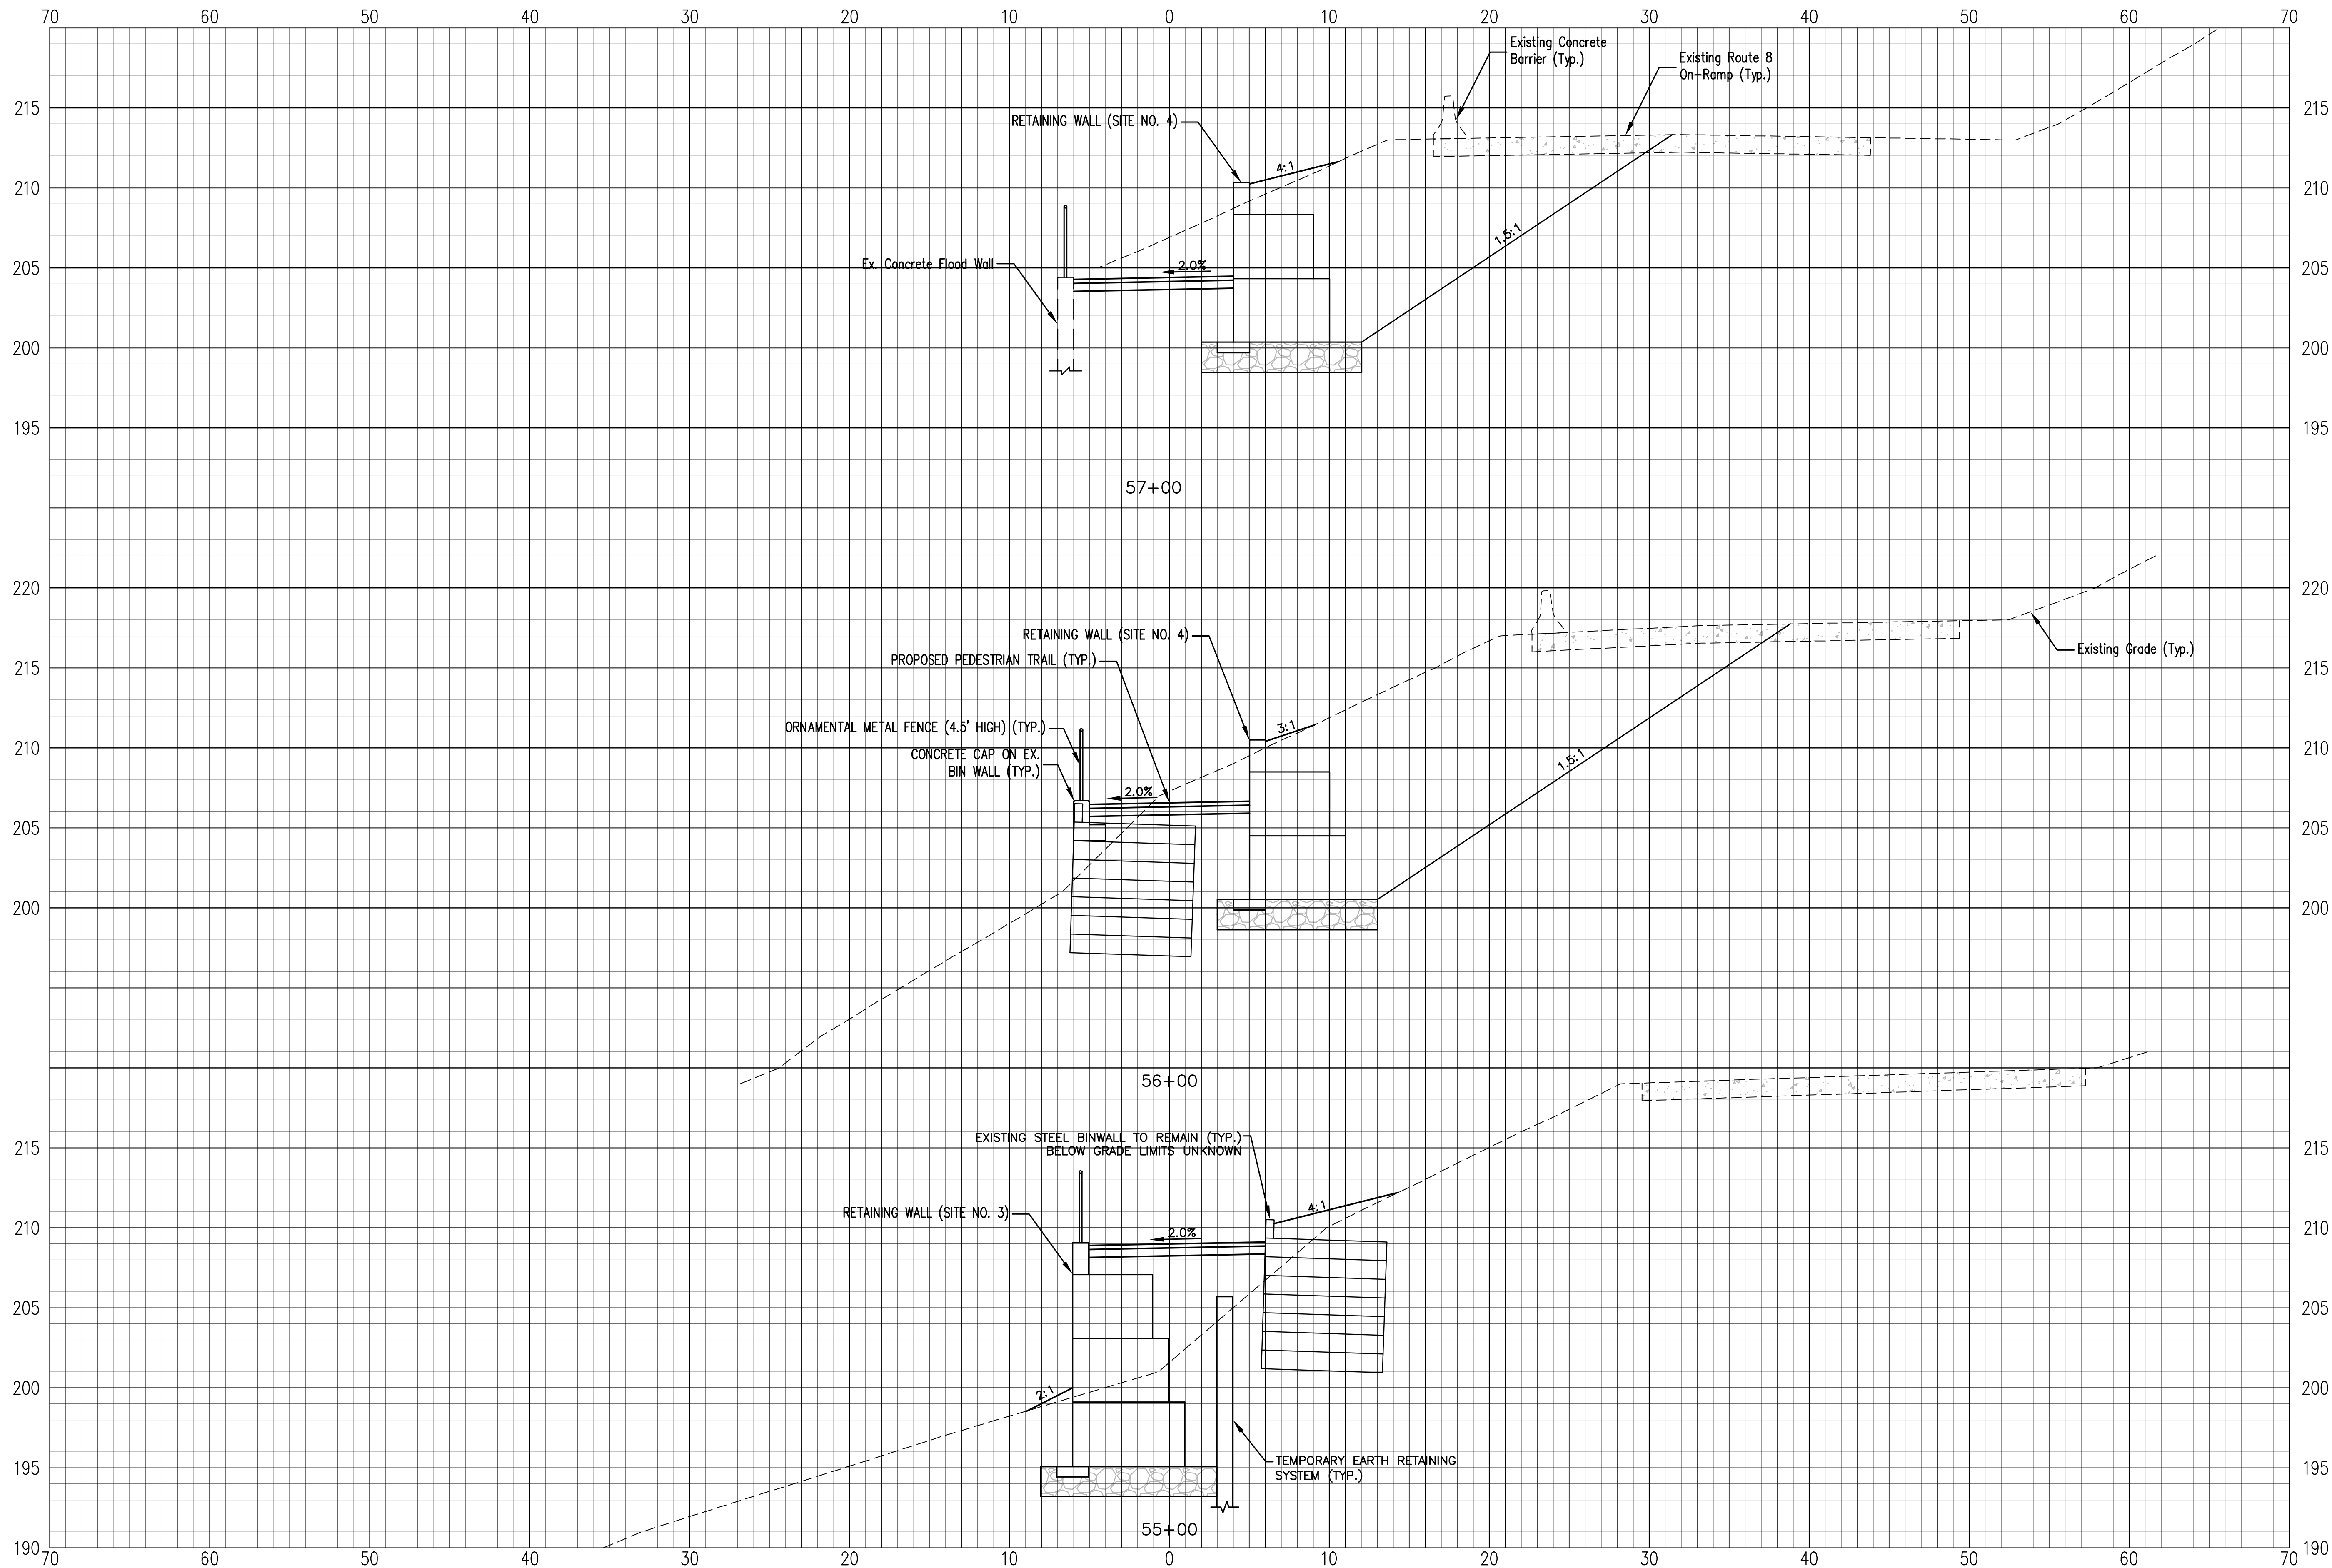 70 60 50 40 30 20 10 0 10 20 30 40 50 60 70
Existing Concrete
Barrier (Typ.)
Existing Route 8
On-Ramp (Typ.)
215 215
RETAINING WALL (SITE NO. 4)
4:1
210 210
1.5:1
Ex. Concrete Flood Wall
2.0%
205 205
200 200
195 195
57+00
220 220
RETAINING WALL (SITE NO. 4)
Existing Grade (Typ.)
PROPOSED PEDESTRIAN TRAIL (TYP.)
215 215
ORNAMENTAL METAL FENCE (4.5' HIGH) (TYP.)
3:1
CONCRETE CAP ON EX.
BIN WALL (TYP.)
210 210
1.5:1
2.0%
205 205
200 200
56+00
EXISTING STEEL BINWALL TO REMAIN (TYP.)
BELOW GRADE LIMITS UNKNOWN
215 215
RETAINING WALL (SITE NO. 3)
4:1
210 210
2.0%
205 205
200 200
2:1
TEMPORARY EARTH RETAINING
SYSTEM (TYP.)
195 195
55+00
190 190
70 60 50 40 30 20 10 0 10 20 30 40 50 60 70